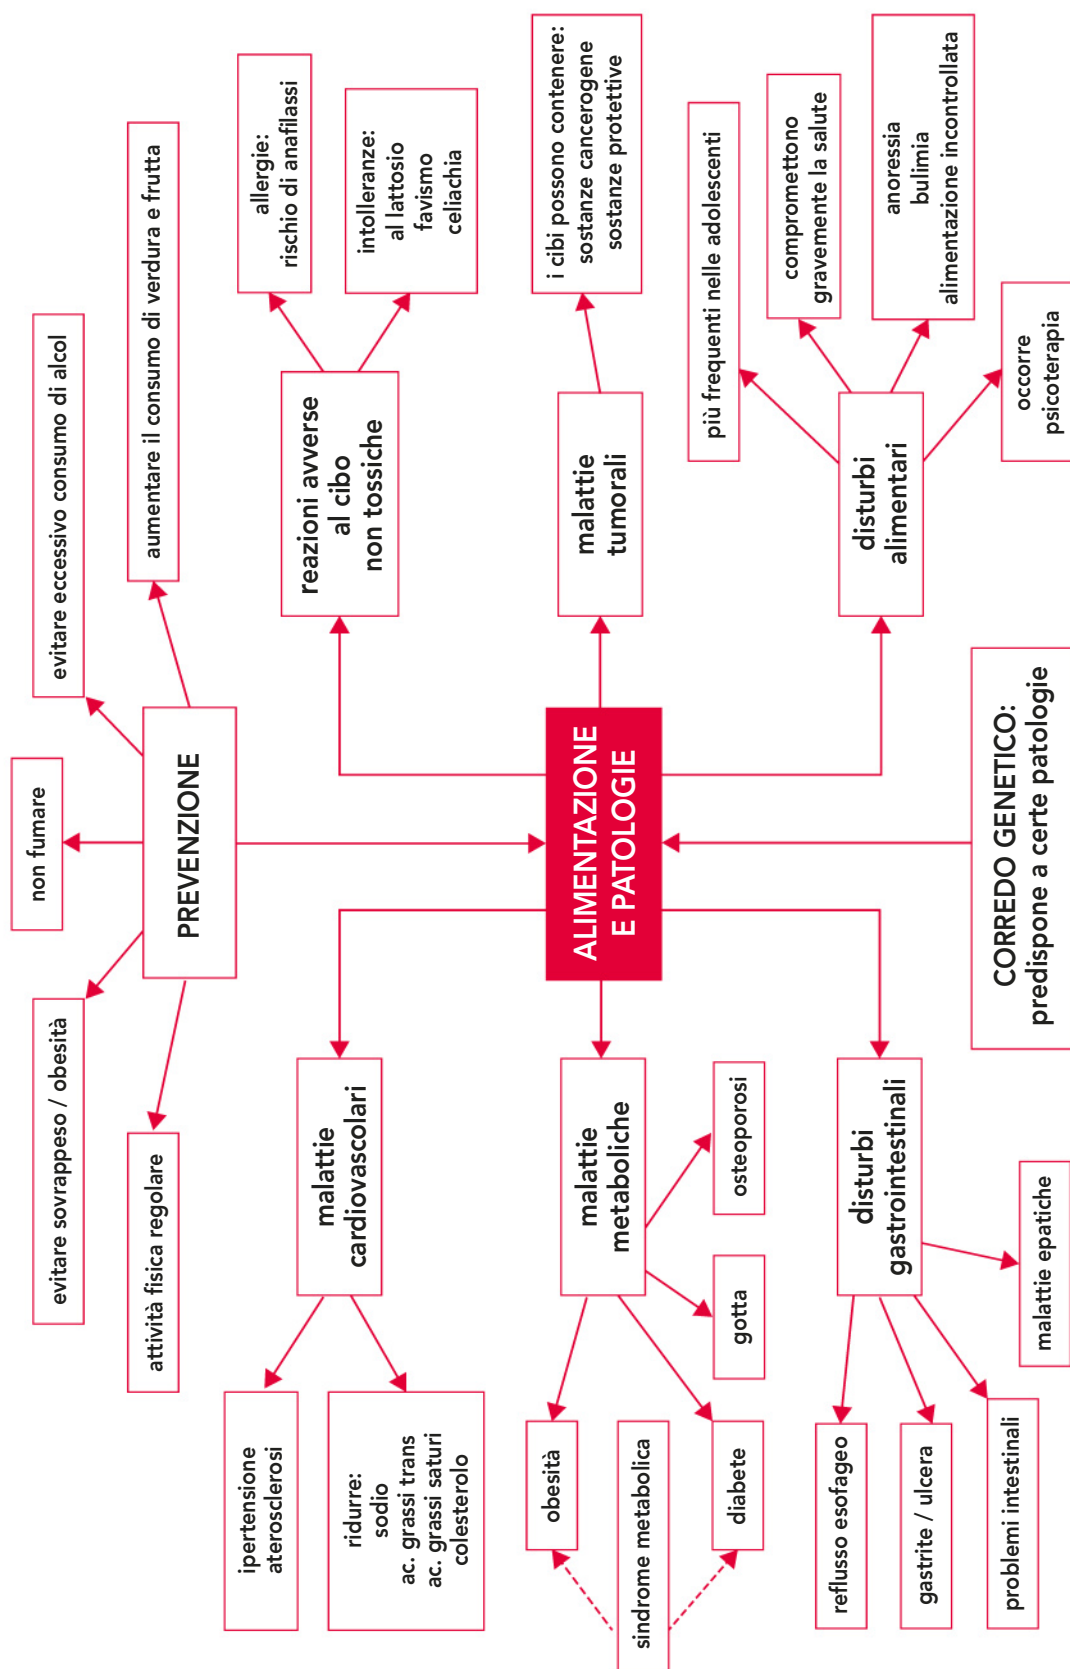 non fumare
evitare sovrappeso / obesità
evitare eccessivo consumo di alcol
attività fisica regolare
PREVENZIONE
aumentare il consumo di verdura e frutta
ipertensione
aterosclerosi
ridurre:
sodio
ac. grassi trans
ac. grassi saturi
colesterolo
malattie
cardiovascolari
reazioni avverse
al cibo
non tossiche
allergie:
rischio di anafilassi
intolleranze:
al lattosio
favismo
celiachia
obesità
sindrome metabolica
diabete
gotta
osteoporosi
malattie
metaboliche
ALIMENTAZIONE
E PATOLOGIE
malattie
tumorali
i cibi possono contenere:
sostanze cancerogene
sostanze protettive
reflusso esofageo
gastrite / ulcera
problemi intestinali
malattie epatiche
disturbi
gastrointestinali
disturbi
alimentari
più frequenti nelle adolescenti
compromettono
gravemente la salute
anoressia
bulimia
alimentazione incontrollata
occorre
psicoterapia
CORREDO GENETICO:
predispone a certe patologie